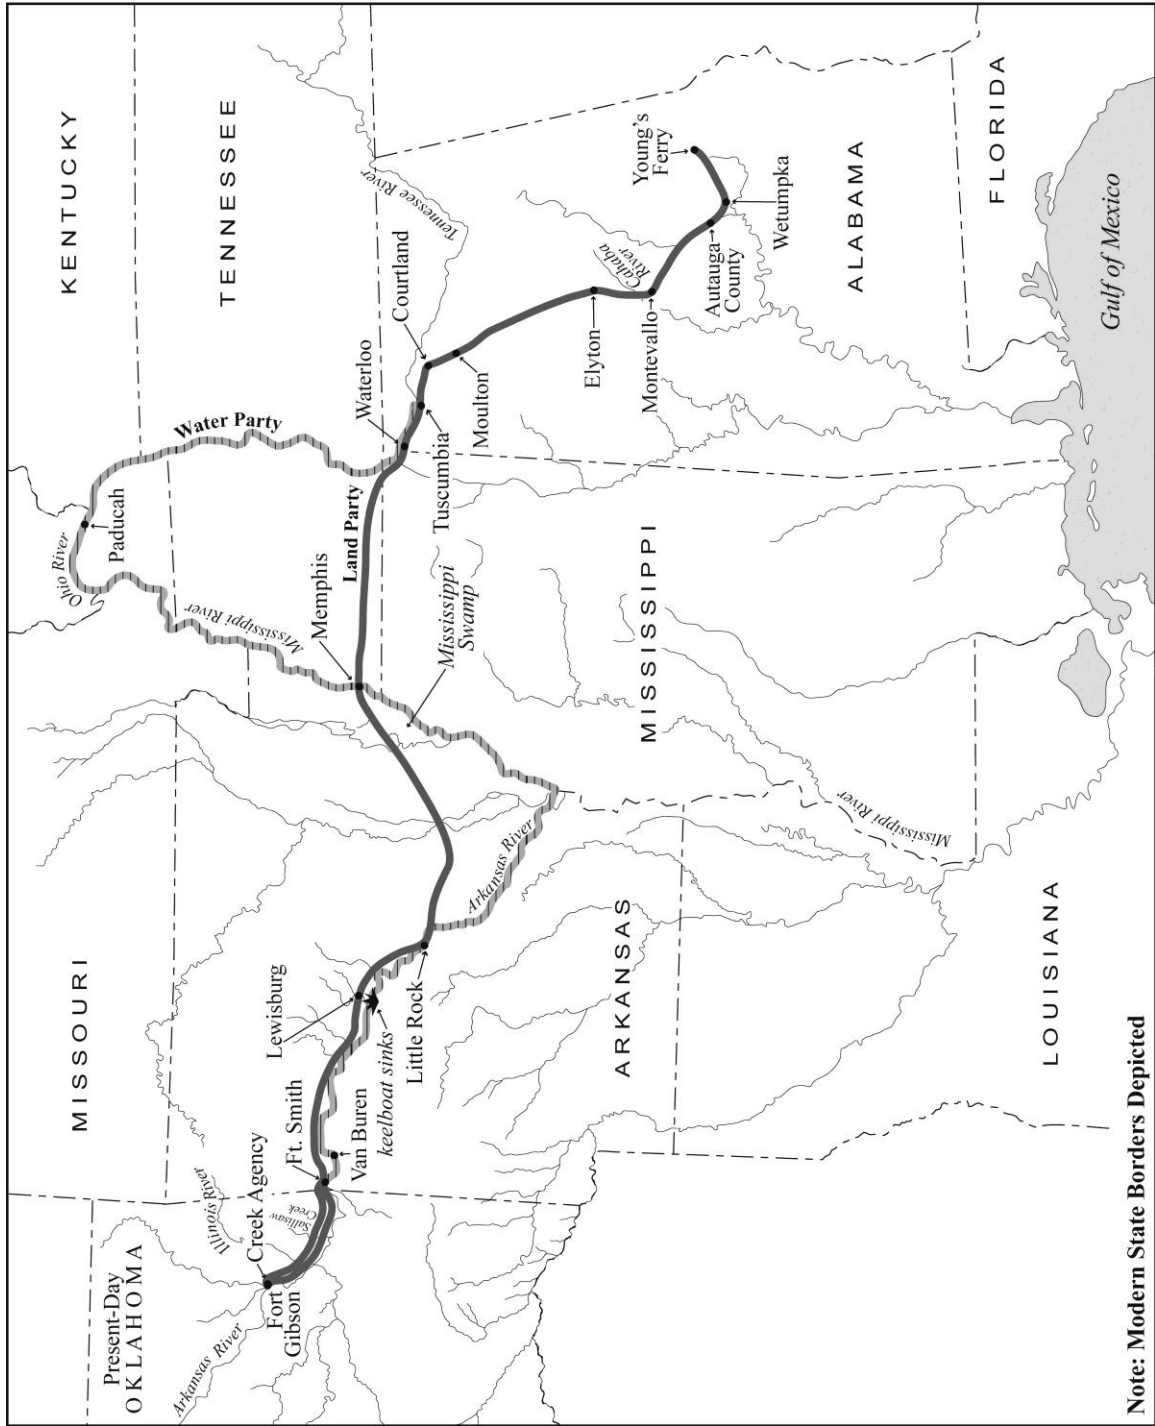 KENTUCKY
TENNESSEE
MISSOURI
Present-Day
OKLAHOMA
ARKANSAS
MISSISSIPPI
ALABAMA
FLORIDA
LOUISIANA
Gulf of Mexico
Ohio River
Paducah
Water Party
Mississippi River
Memphis
Land Party
Waterloo
Courtland
Tennessee River
Tuscumbia
Moulton
Elyton
Cahaba
River
Montevallo
Autauga
County
Wetumpka
Young's
Ferry
Mississippi
Swamp
Arkansas River
Mississippi River
Little Rock
Lewisburg
keelboat sinks
Van Buren
Ft. Smith
Sallisaw
Creek
Creek Agency
Illinois River
Fort
Gibson
Arkansas River
Note: Modern State Borders Depicted